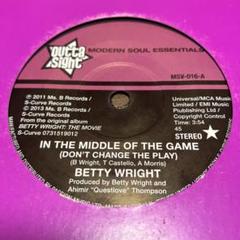 outta sight
MODERN SOUL ESSENTIALS
MSV-016-A
℗ 2011 Ms. B Records /
S-Curve Records
© 2013 Ms. B Records /
S-Curve Records
From the original album
BETTY WRIGHT: THE MOVIE
S-Curve 0731519012
Universal/MCA Music
Limited / EMI Music
Publishing Ltd /
Copyright Control
Time: 3:54
45
STEREO
IN THE MIDDLE OF THE GAME
(DON'T CHANGE THE PLAY)
(B Wright, T Costello, A Morris)
BETTY WRIGHT
Produced by Betty Wright and
Ahimir "Questlove" Thompson